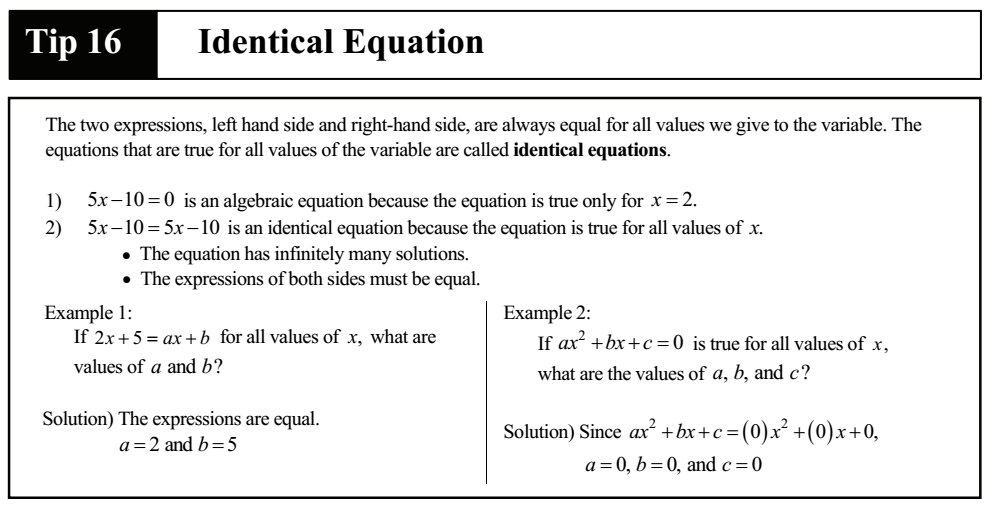 Tip 16 Identical Equation
The two expressions, left hand side and right-hand side, are always equal for all values we give to the variable. The
equations that are true for all values of the variable are called identical equations.
1) 5x−10=0 is an algebraic equation because the equation is true only for x=2.
2) 5x−10=5x−10 is an identical equation because the equation is true for all values of x.
• The equation has infinitely many solutions.
• The expressions of both sides must be equal.
Example 1:
If 2x+5=ax+b for all values of x, what are
values of a and b?
Solution) The expressions are equal.
a=2 and b=5
Example 2:
If ax²+bx+c=0 is true for all values of x,
what are the values of a, b, and c?
Solution) Since ax²+bx+c=(0)x²+(0)x+0,
a=0, b=0, and c=0